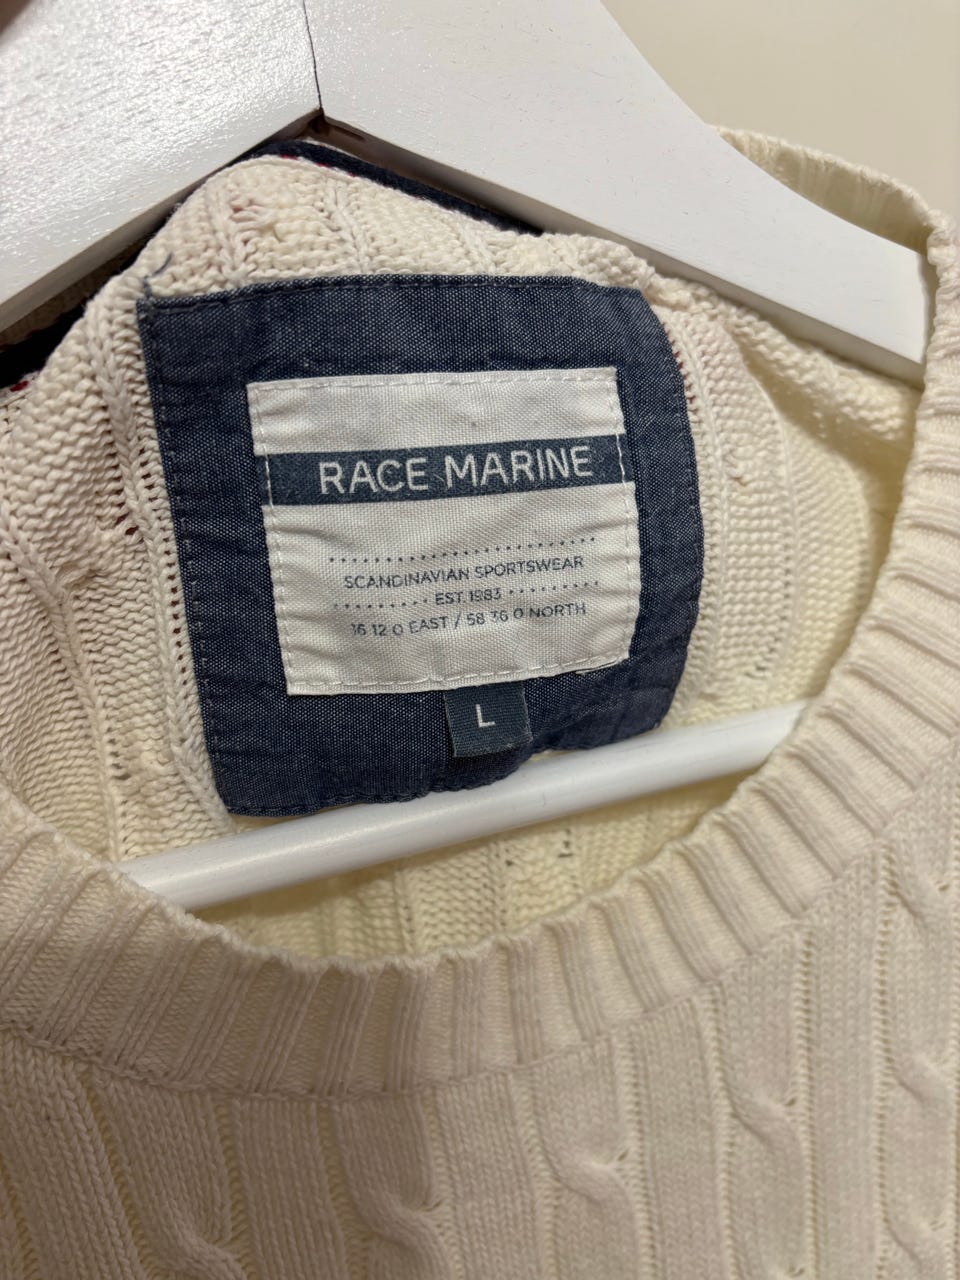 RACE MARINE
SCANDINAVIAN SPORTSWEAR
EST. 1983
16 12 0 EAST / 58 36 0 NORTH
L